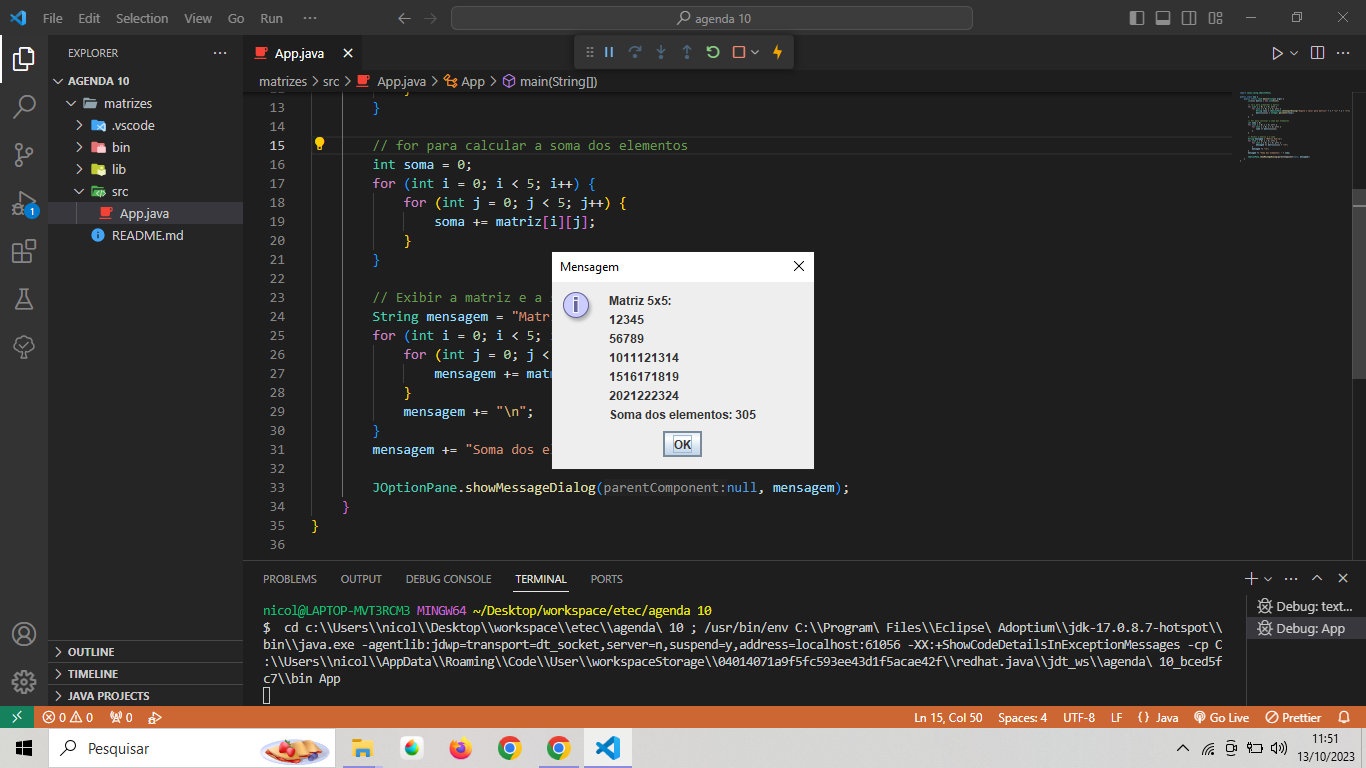 File Edit Selection View Go Run ··· agenda 10
EXPLORER ···
AGENDA 10
matrizes
.vscode
bin
lib
src
App.java
README.md
OUTLINE
TIMELINE
JAVA PROJECTS
1
App.java
matrizes > src > App.java > App > main(String[])
13 }
14
15 // for para calcular a soma dos elementos
16 int soma = 0;
17 for (int i = 0; i < 5; i++) {
18 for (int j = 0; j < 5; j++) {
19 soma += matriz[i][j];
20 }
21 }
22
23 // Exibir a matriz e a
24 String mensagem = "Matr
25 for (int i = 0; i < 5;
26 for (int j = 0; j <
27 mensagem += mat
28 }
29 mensagem += "\n";
30 }
31 mensagem += "Soma dos e
32
33 JOptionPane.showMessageDialog(parentComponent:null, mensagem);
34 }
35 }
36
Mensagem
Matriz 5x5:
12345
56789
1011121314
1516171819
2021222324
Soma dos elementos: 305
OK
PROBLEMS OUTPUT DEBUG CONSOLE TERMINAL PORTS
nicol@LAPTOP-MVT3RCM3 MINGW64 ~/Desktop/workspace/etec/agenda 10
$ cd c:\\Users\\nicol\\Desktop\\workspace\\etec\\agenda\ 10 ; /usr/bin/env C:\\Program\ Files\\Eclipse\ Adoptium\\jdk-17.0.8.7-hotspot\\
bin\\java.exe -agentlib:jdwp=transport=dt_socket,server=n,suspend=y,address=localhost:61056 -XX:+ShowCodeDetailsInExceptionMessages -cp C
:\\Users\\nicol\\AppData\\Roaming\\Code\\User\\workspaceStorage\\04014071a9f5fc593ee43d1f5acae42f\\redhat.java\\jdt_ws\\agenda\ 10_bced5f
c7\\bin App
Debug: text...
Debug: App
0 0 0 Ln 15, Col 50 Spaces: 4 UTF-8 LF {} Java Go Live Prettier
Pesquisar
11:51
13/10/2023